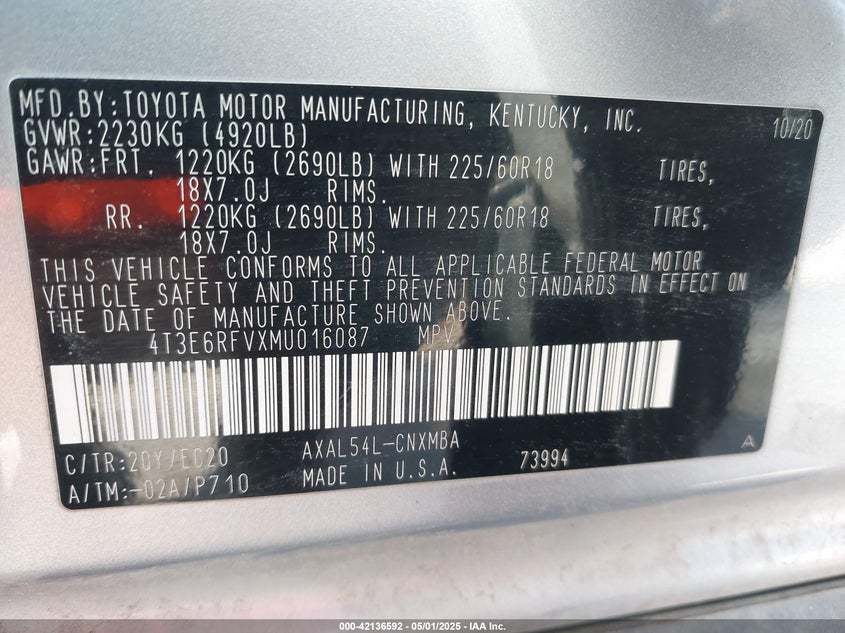 MFD.BY:TOYOTA MOTOR MANUFACTURING, KENTUCKY, INC. 10/20
GVWR:2230KG (4920LB)
GAWR:FRT. 1220KG (2690LB) WITH 225/60R18 TIRES,
18X7.0J RIMS.
RR. 1220KG (2690LB) WITH 225/60R18 TIRES,
18X7.0J RIMS.
THIS VEHICLE CONFORMS TO ALL APPLICABLE FEDERAL MOTOR
VEHICLE SAFETY AND THEFT PREVENTION STANDARDS IN EFFECT ON
THE DATE OF MANUFACTURE SHOWN ABOVE.
4T3E6RFVXMU016087 MPV
C/TR:2QY/EC20 AXAL54L-CNXMBA A
A/TM:-02A/P710 MADE IN U.S.A. 73994
000-42136592 - 05/01/2025 - IAA Inc.